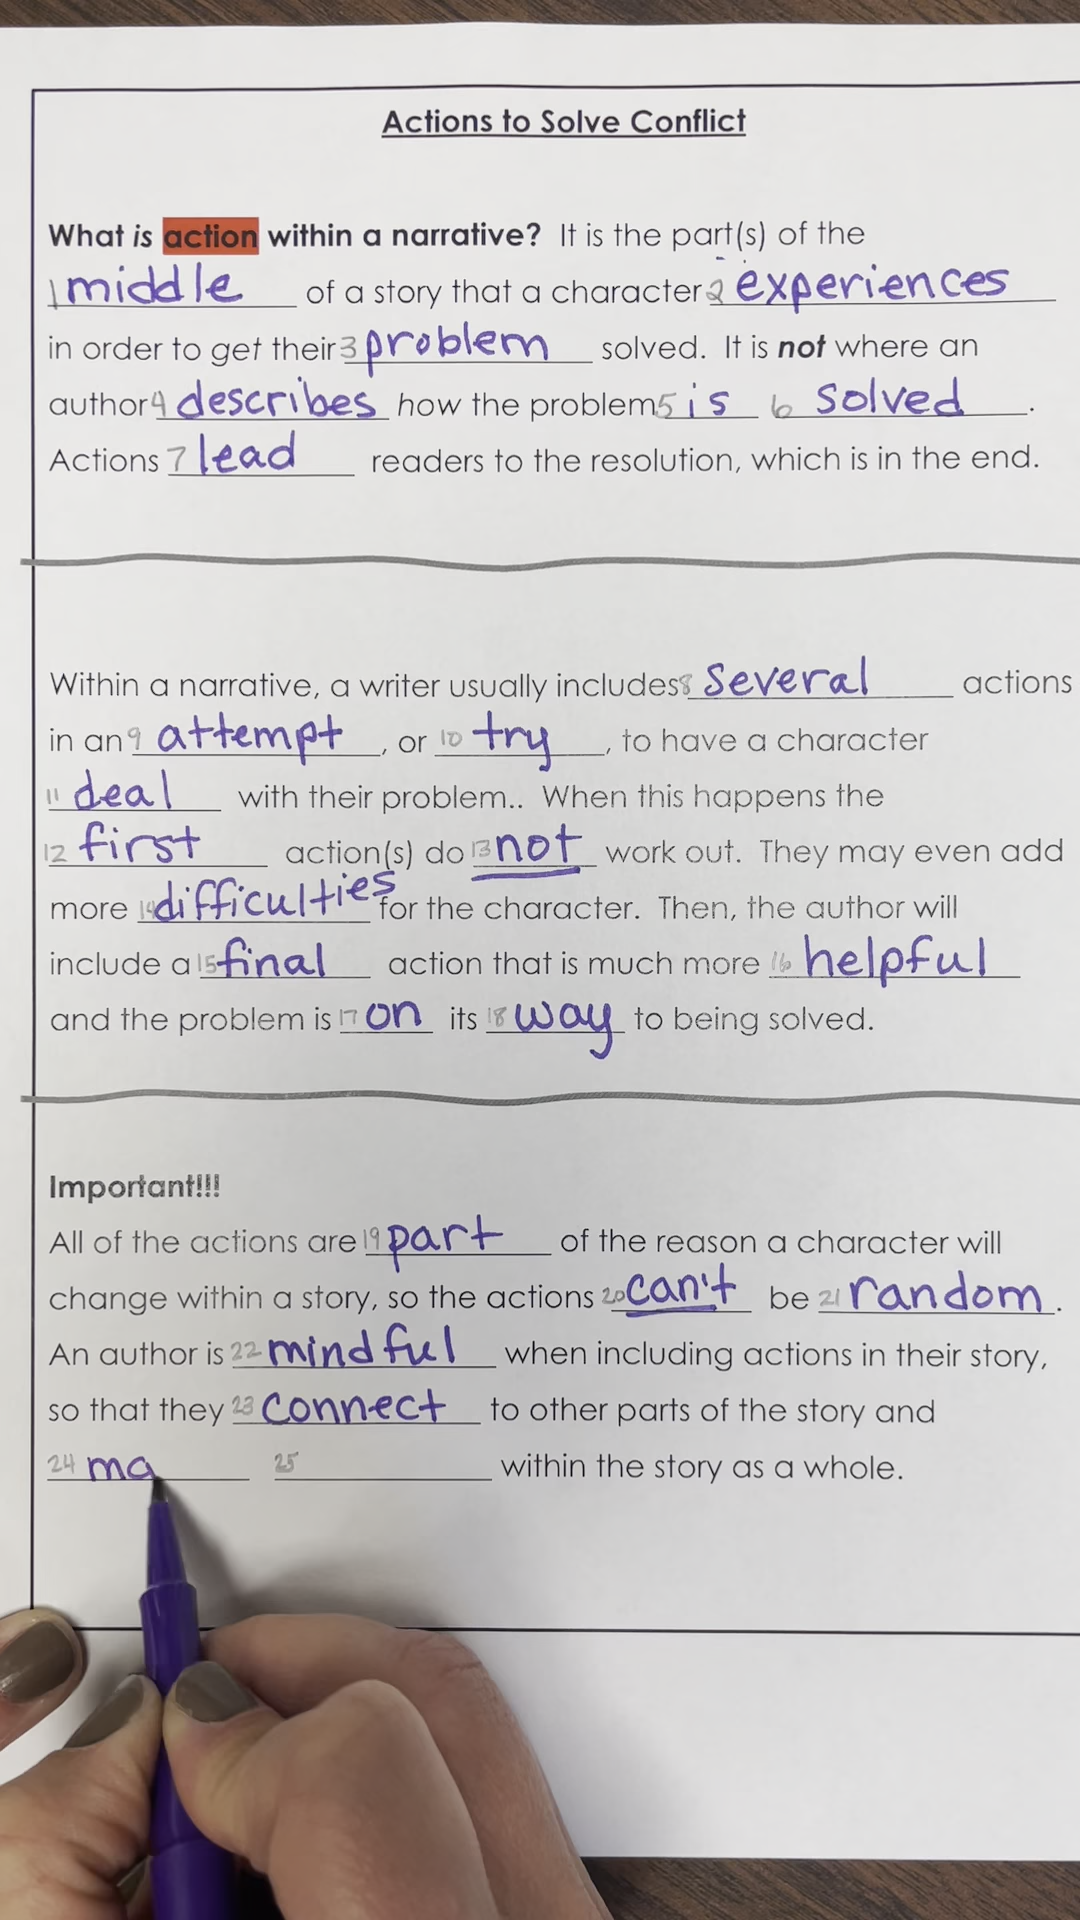 Actions to Solve Conflict
What is action within a narrative? It is the part(s) of the
1 middle of a story that a character 2 experiences
in order to get their 3 problem solved. It is not where an
author 4 describes how the problem 5 is 6 solved.
Actions 7 lead readers to the resolution, which is in the end.
Within a narrative, a writer usually includes 8 several actions
in an 9 attempt, or 10 try, to have a character
11 deal with their problem.. When this happens the
12 first action(s) do 13 not work out. They may even add
more 14 difficulties for the character. Then, the author will
include a 15 final action that is much more 16 helpful
and the problem is 17 on its 18 way to being solved.
Important!!!
All of the actions are 19 part of the reason a character will
change within a story, so the actions 20 can't be 21 random.
An author is 22 mindful when including actions in their story,
so that they 23 connect to other parts of the story and
24 ma 25 within the story as a whole.